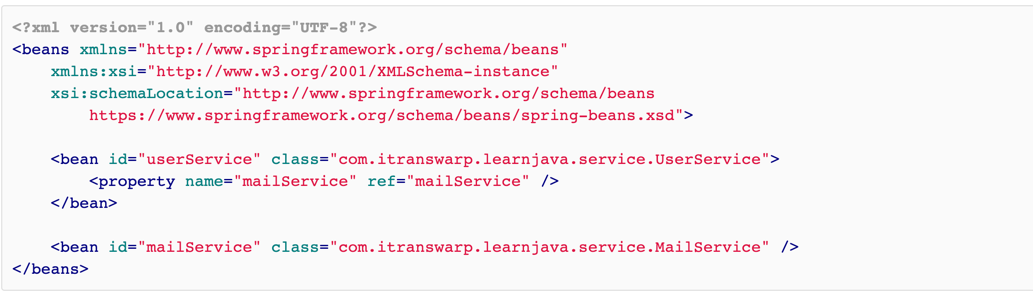 <?xml version="1.0" encoding="UTF-8"?>
<beans xmlns="http://www.springframework.org/schema/beans"
    xmlns:xsi="http://www.w3.org/2001/XMLSchema-instance"
    xsi:schemaLocation="http://www.springframework.org/schema/beans
        https://www.springframework.org/schema/beans/spring-beans.xsd">

    <bean id="userService" class="com.itranswarp.learnjava.service.UserService">
        <property name="mailService" ref="mailService" />
    </bean>

    <bean id="mailService" class="com.itranswarp.learnjava.service.MailService" />
</beans>